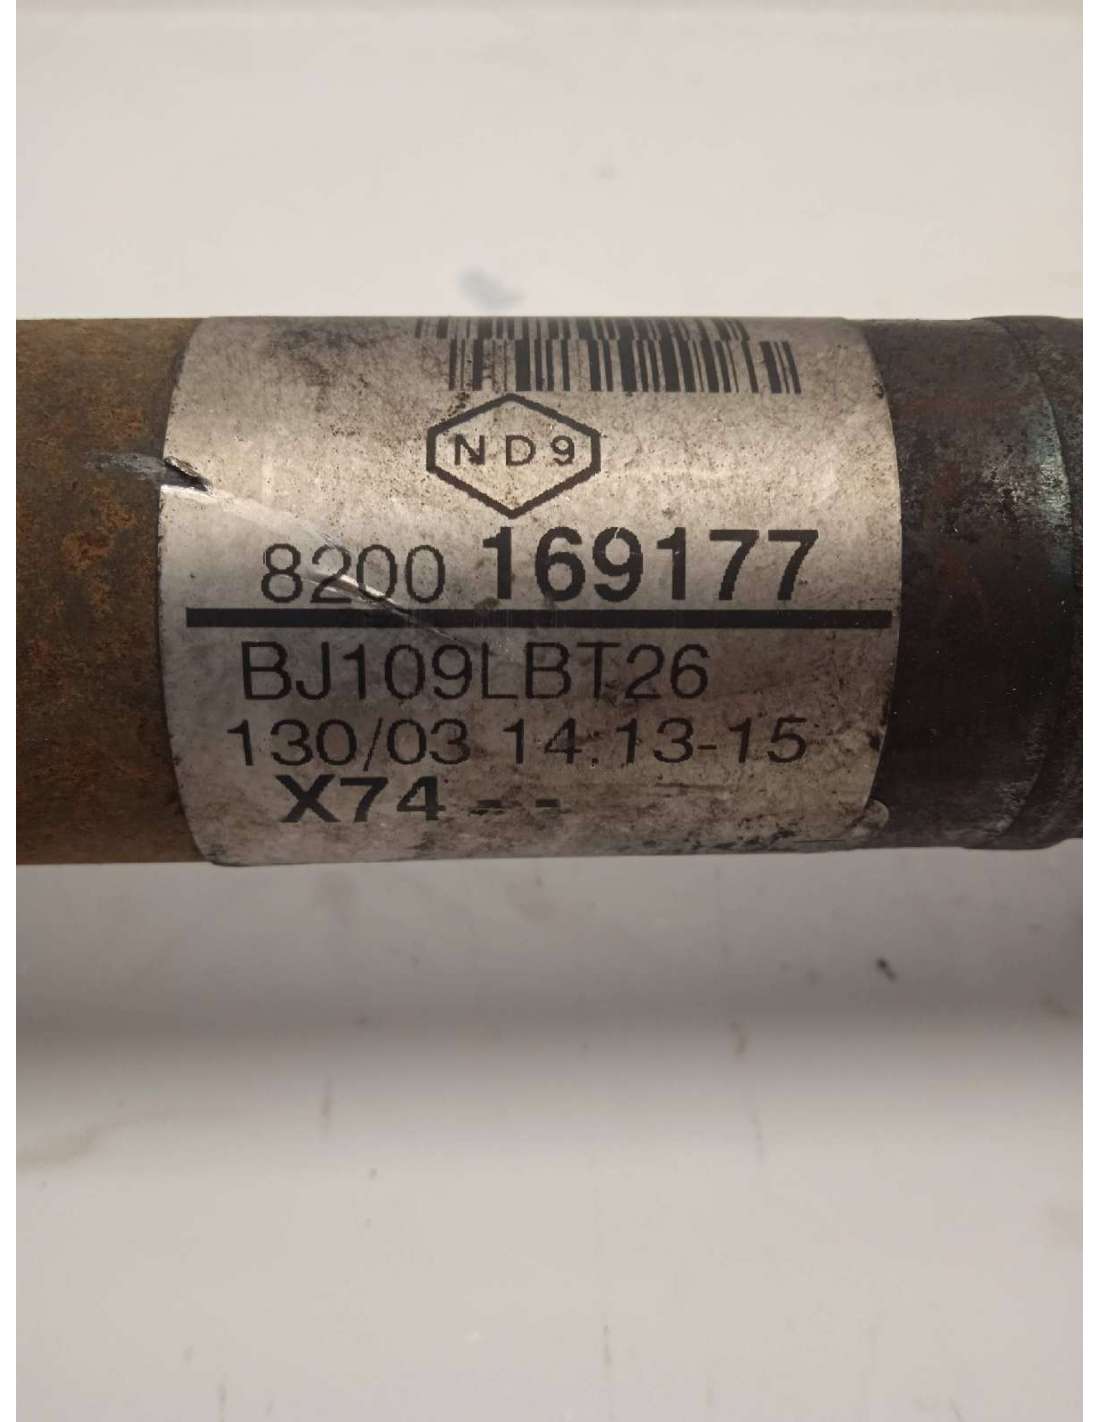 ND9
8200 169177
BJ109LBT26
130/03 14.13-15
X74--